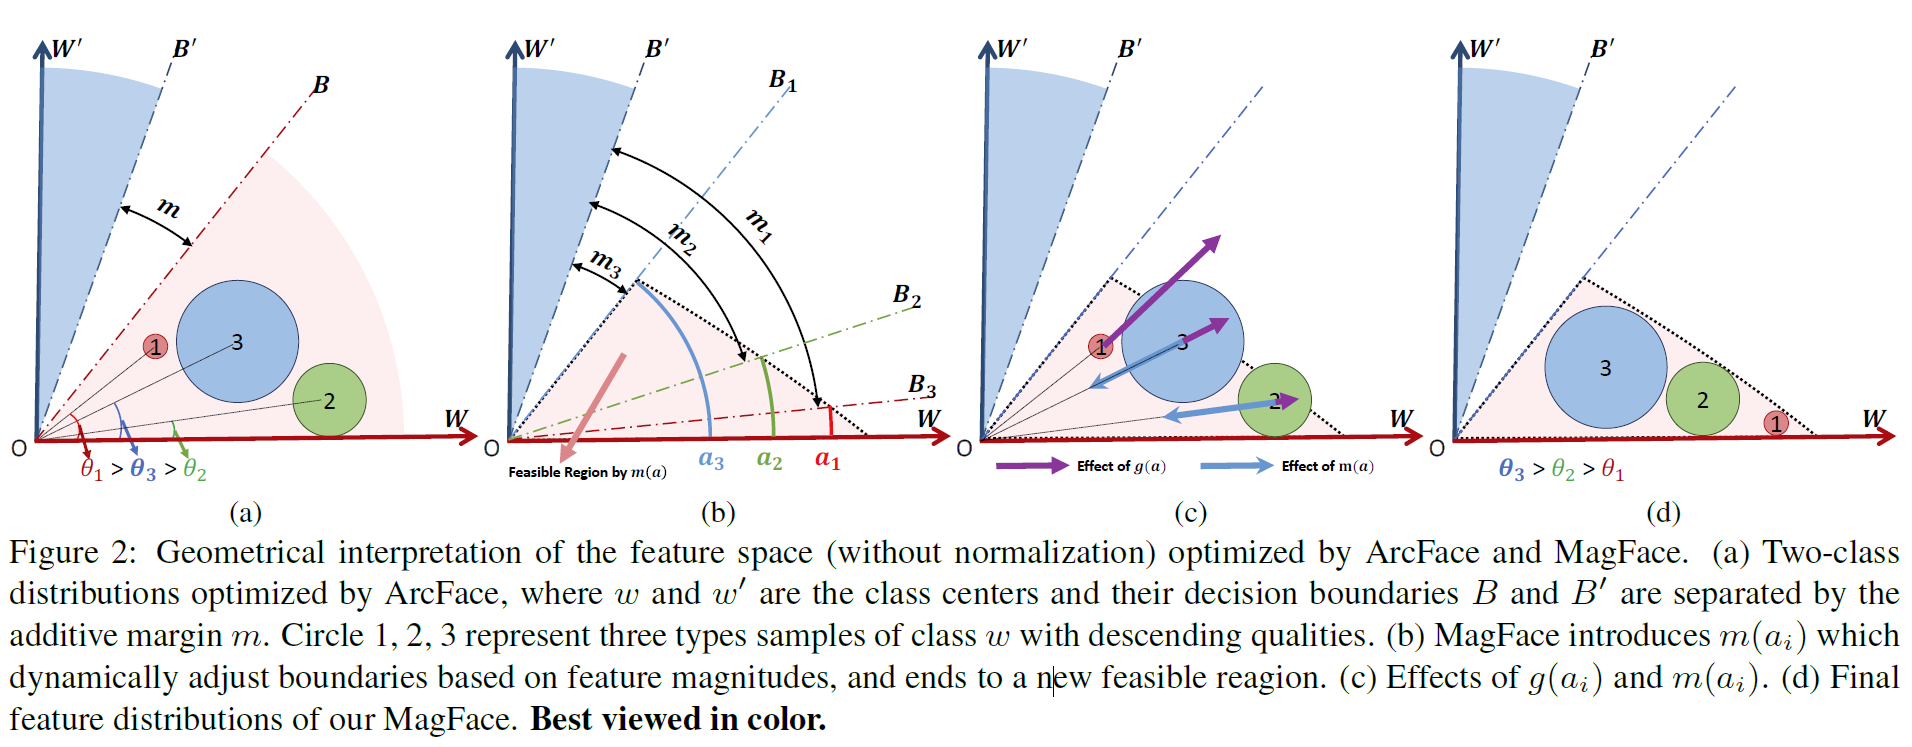 W′ B′ B m 1 3 2 W O
θ1 > θ3 > θ2
(a)
W′ B′ B1 m1 m2 m3 B2 B3 W O
Feasible Region by m(a) a3 a2 a1
(b)
W′ B′ 1 3 2 W O
Effect of g(a) Effect of m(a)
(c)
W′ B′ 3 2 1 W O
θ3 > θ2 > θ1
(d)
Figure 2: Geometrical interpretation of the feature space (without normalization) optimized by ArcFace and MagFace. (a) Two-class
distributions optimized by ArcFace, where w and w′ are the class centers and their decision boundaries B and B′ are separated by the
additive margin m. Circle 1, 2, 3 represent three types samples of class w with descending qualities. (b) MagFace introduces m(ai) which
dynamically adjust boundaries based on feature magnitudes, and ends to a new feasible reagion. (c) Effects of g(ai) and m(ai). (d) Final
feature distributions of our MagFace. Best viewed in color.